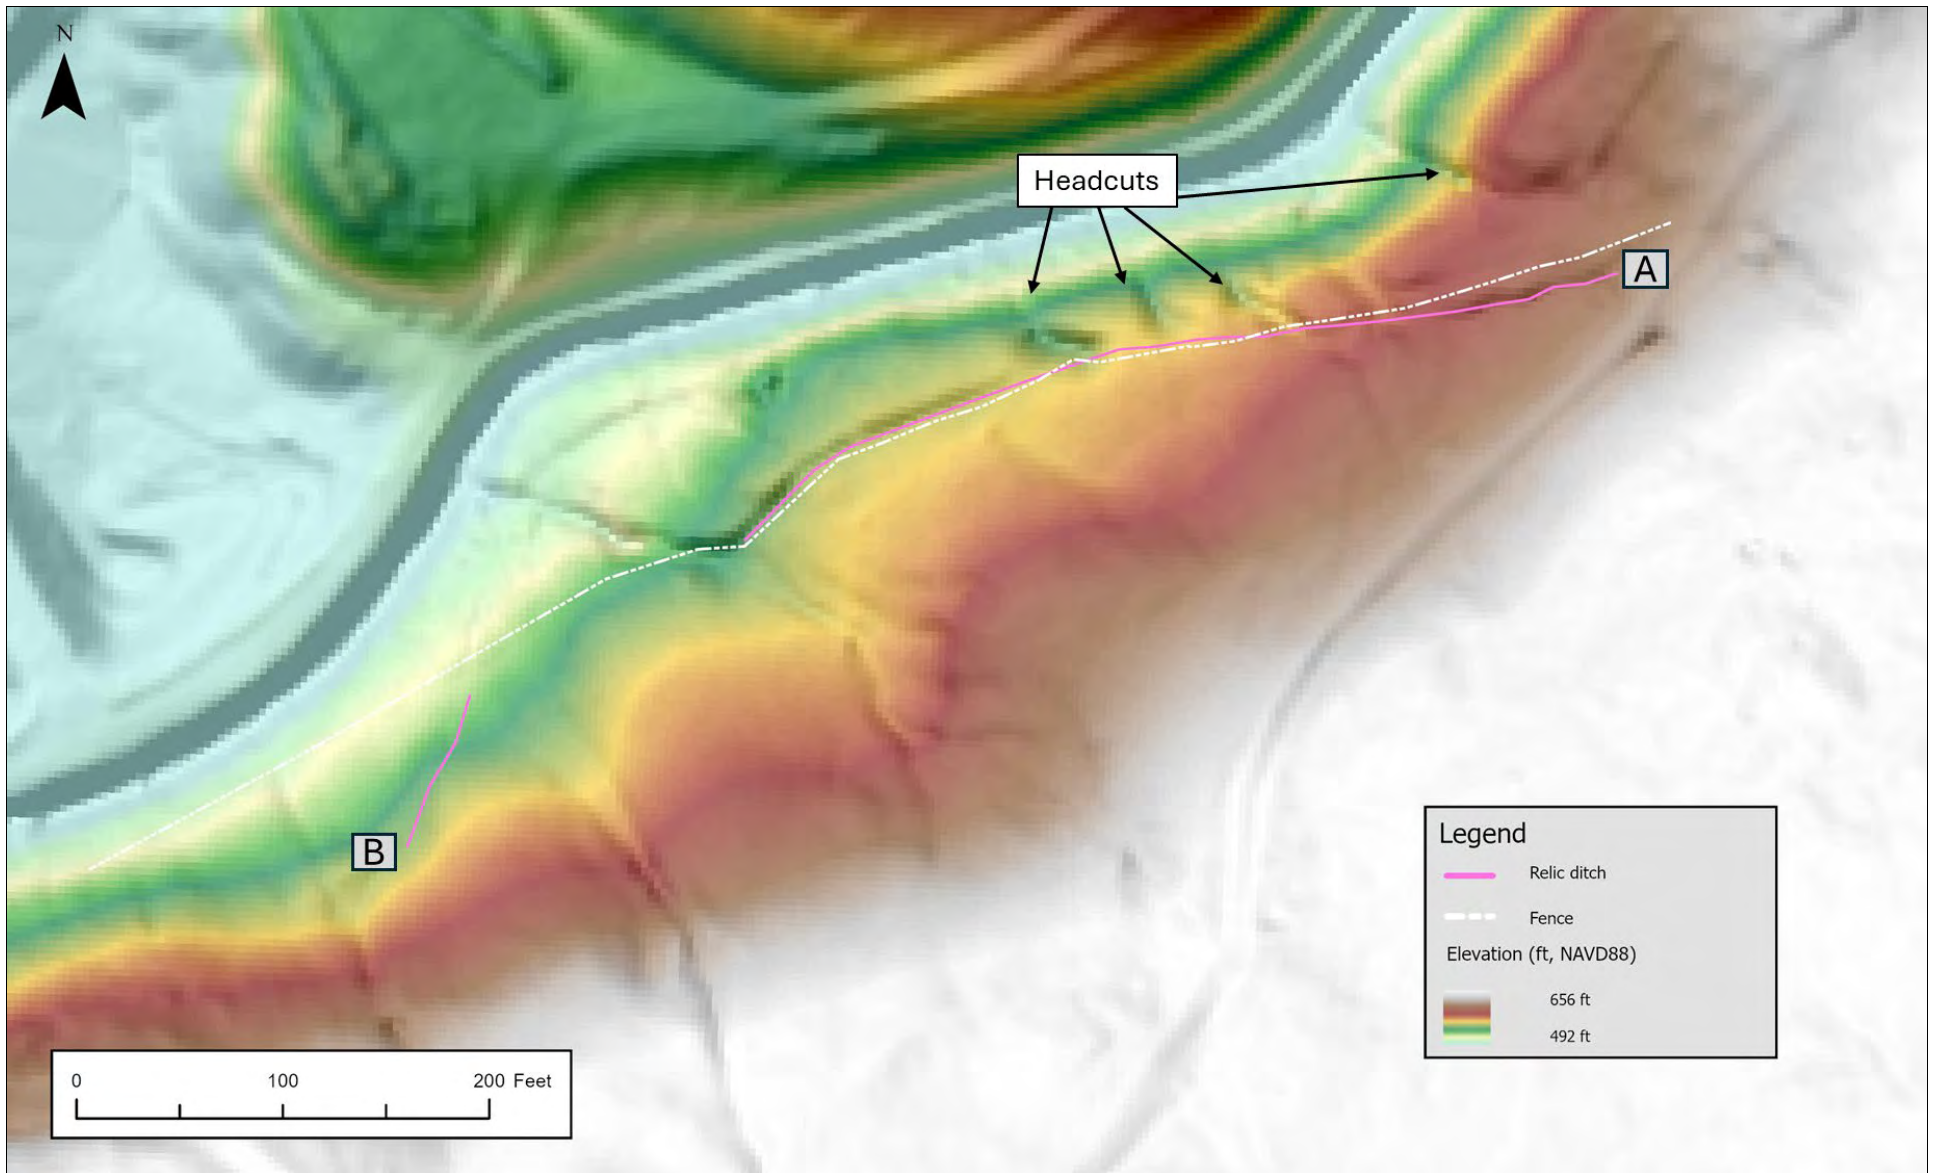 N
Headcuts
A
B
Legend
Relic ditch
Fence
Elevation (ft, NAVD88)
656 ft
492 ft
0 100 200 Feet